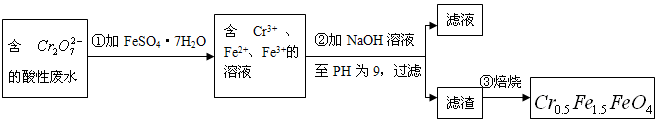 含 Cr₂O₇²⁻
的酸性废水
①加 FeSO₄·7H₂O
含 Cr³⁺ 、
Fe²⁺、Fe³⁺的
溶液
②加 NaOH 溶液
至 PH 为 9，过滤
滤液
滤渣
③焙烧
Cr₀.₅Fe₁.₅FeO₄